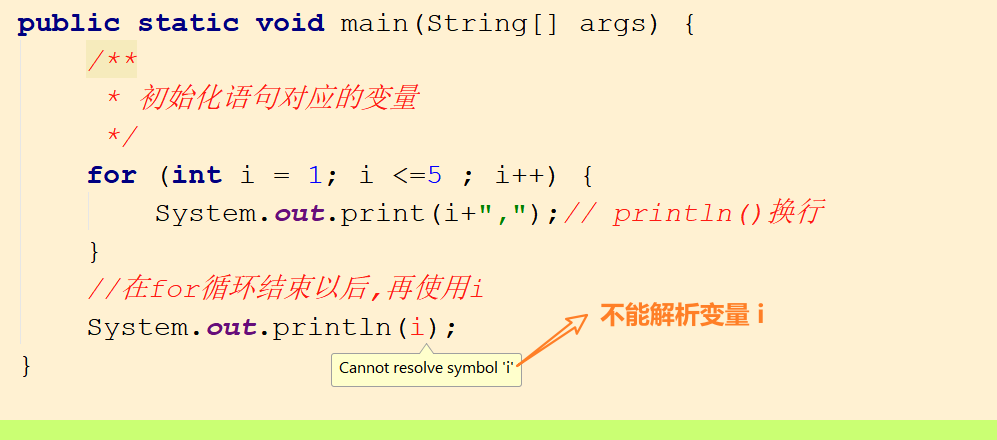 public static void main(String[] args) {
/**
* 初始化语句对应的变量
*/
for (int i = 1; i <=5 ; i++) {
System.out.print(i+",");// println()换行
}
//在for循环结束以后,再使用i
System.out.println(i);
不能解析变量 i
}
Cannot resolve symbol 'i'